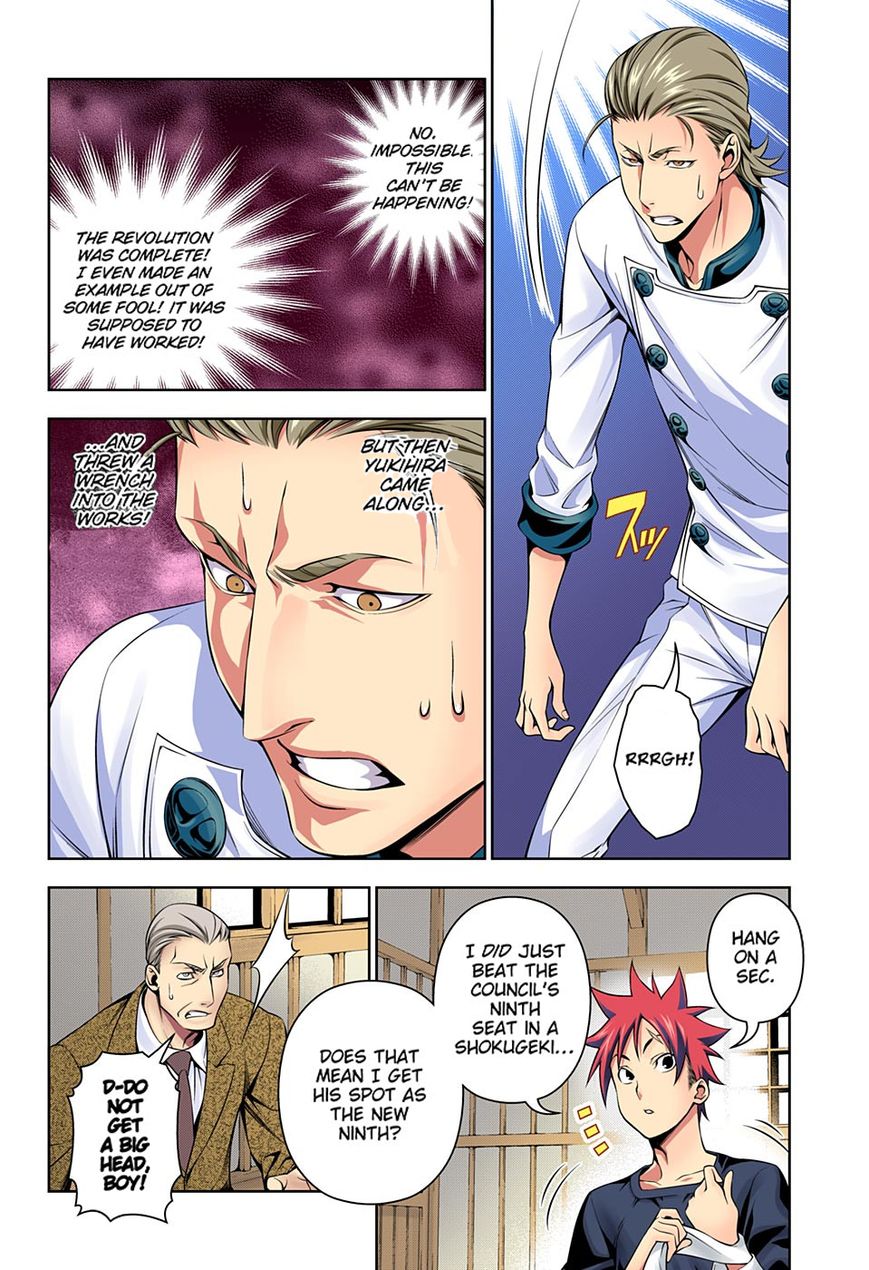 スッ
RRRGH!
NO.
IMPOSSIBLE.
THIS
CAN'T BE
HAPPENING!
THE REVOLUTION
WAS COMPLETE!
I EVEN MADE AN
EXAMPLE OUT OF
SOME FOOL! IT WAS
SUPPOSED TO
HAVE WORKED!
BUT THEN
YUKIHIRA
CAME
ALONG...
...AND
THREW A
WRENCH
INTO THE
WORKS!
HANG
ON A
SEC.
I DID JUST
BEAT THE
COUNCIL'S
NINTH
SEAT IN A
SHOKUGEKI...
DOES THAT
MEAN I GET
HIS SPOT AS
THE NEW
NINTH?
D-DO
NOT
GET
A BIG
HEAD,
BOY!